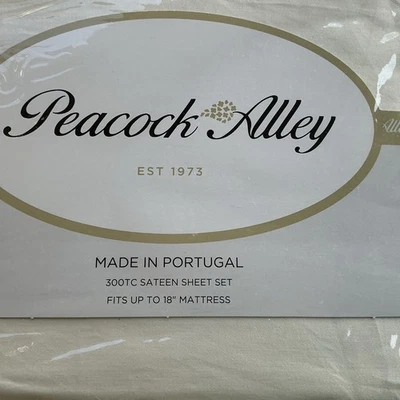 Peacock Alley
EST 1973
MADE IN PORTUGAL
300TC SATEEN SHEET SET
FITS UP TO 18" MATTRESS